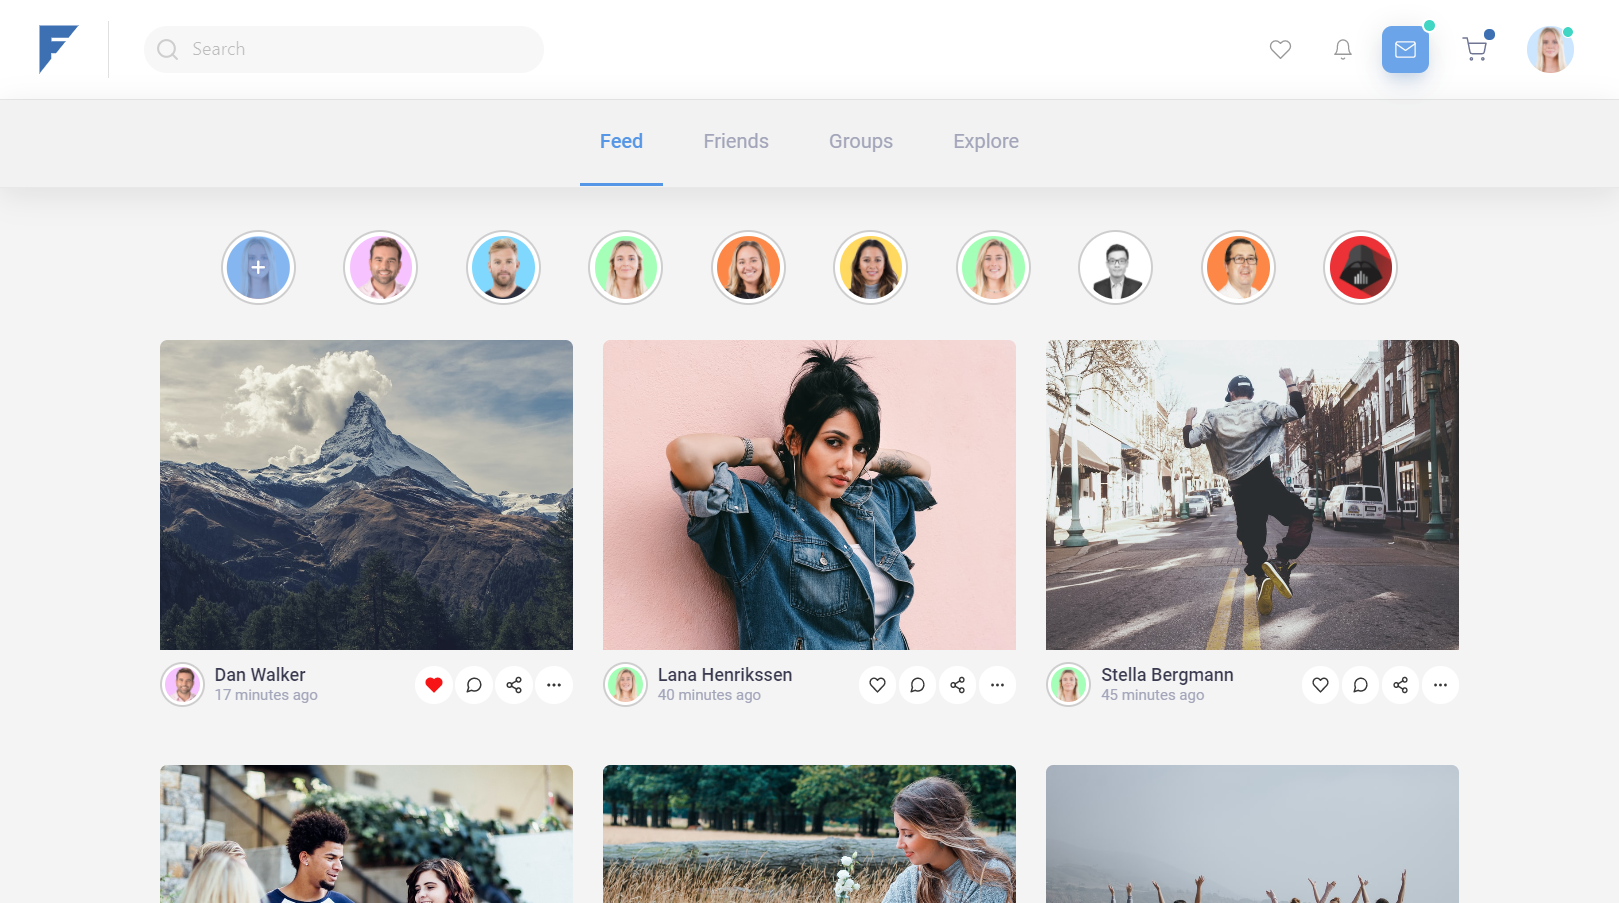 Search
Feed
Friends
Groups
Explore
Dan Walker
17 minutes ago
Lana Henrikssen
40 minutes ago
Stella Bergmann
45 minutes ago